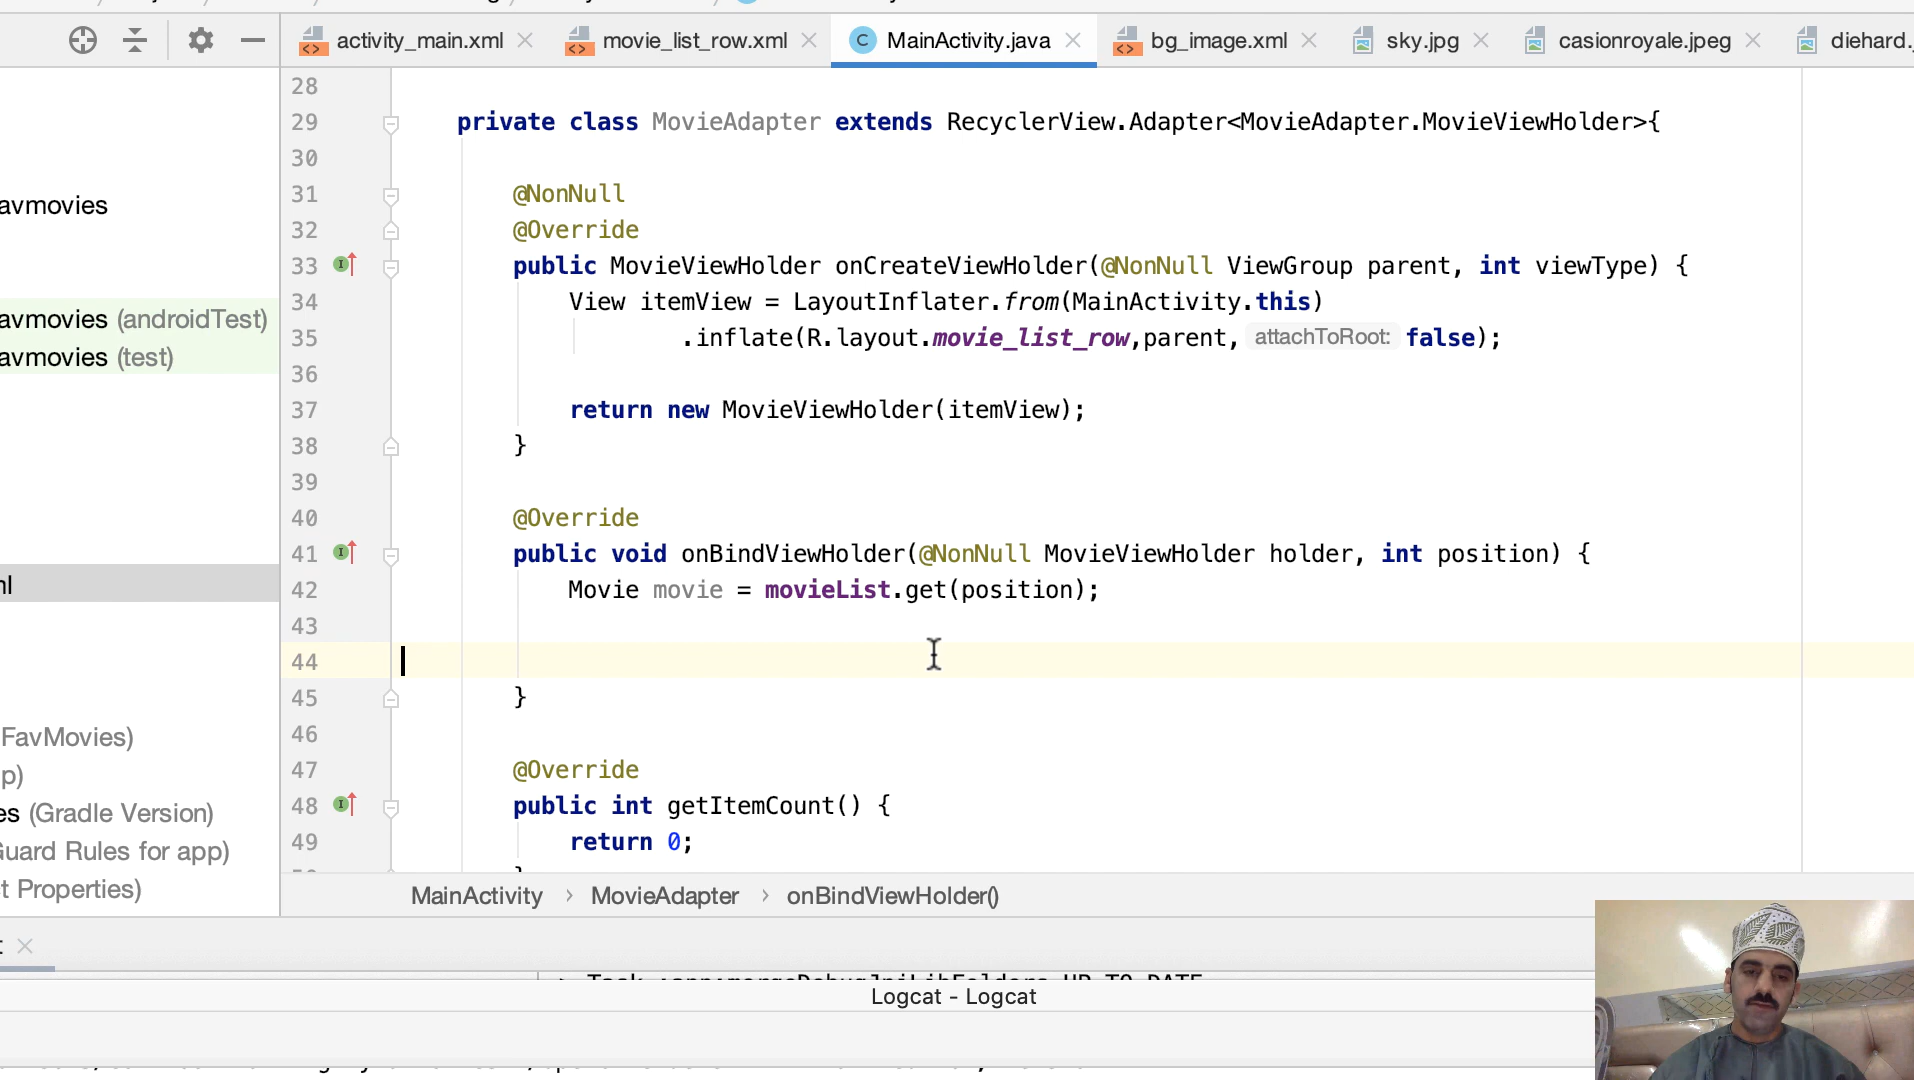 activity_main.xml movie_list_row.xml MainActivity.java bg_image.xml sky.jpg casionroyale.jpeg diehard.
28
29 private class MovieAdapter extends RecyclerView.Adapter<MovieAdapter.MovieViewHolder>{
30
31 @NonNull
avmovies
32 @Override
33 public MovieViewHolder onCreateViewHolder(@NonNull ViewGroup parent, int viewType) {
34 View itemView = LayoutInflater.from(MainActivity.this)
avmovies (androidTest)
35 .inflate(R.layout.movie_list_row,parent, attachToRoot: false);
avmovies (test)
36
37 return new MovieViewHolder(itemView);
38 }
39
40 @Override
41 public void onBindViewHolder(@NonNull MovieViewHolder holder, int position) {
42 Movie movie = movieList.get(position);
ml
43
44
45 }
46
FavMovies)
47 @Override
p)
48 public int getItemCount() {
es (Gradle Version)
49 return 0;
Guard Rules for app)
t Properties)
MainActivity > MovieAdapter > onBindViewHolder()
Logcat - Logcat